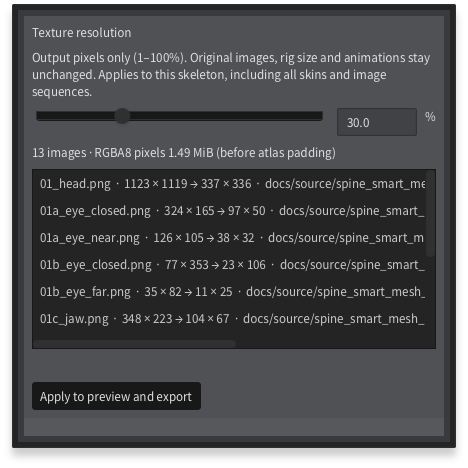 Texture resolution
Output pixels only (1–100%). Original images, rig size and animations stay
unchanged. Applies to this skeleton, including all skins and image
sequences.
30.0 %
13 images · RGBA8 pixels 1.49 MiB (before atlas padding)
01_head.png · 1123 × 1119 → 337 × 336 · docs/source/spine_smart_me
01a_eye_closed.png · 324 × 165 → 97 × 50 · docs/source/spine_smart_
01a_eye_near.png · 126 × 105 → 38 × 32 · docs/source/spine_smart_m
01b_eye_closed.png · 77 × 353 → 23 × 106 · docs/source/spine_smart_
01b_eye_far.png · 35 × 82 → 11 × 25 · docs/source/spine_smart_mesh_
01c_jaw.png · 348 × 223 → 104 × 67 · docs/source/spine_smart_mesh_
Apply to preview and export